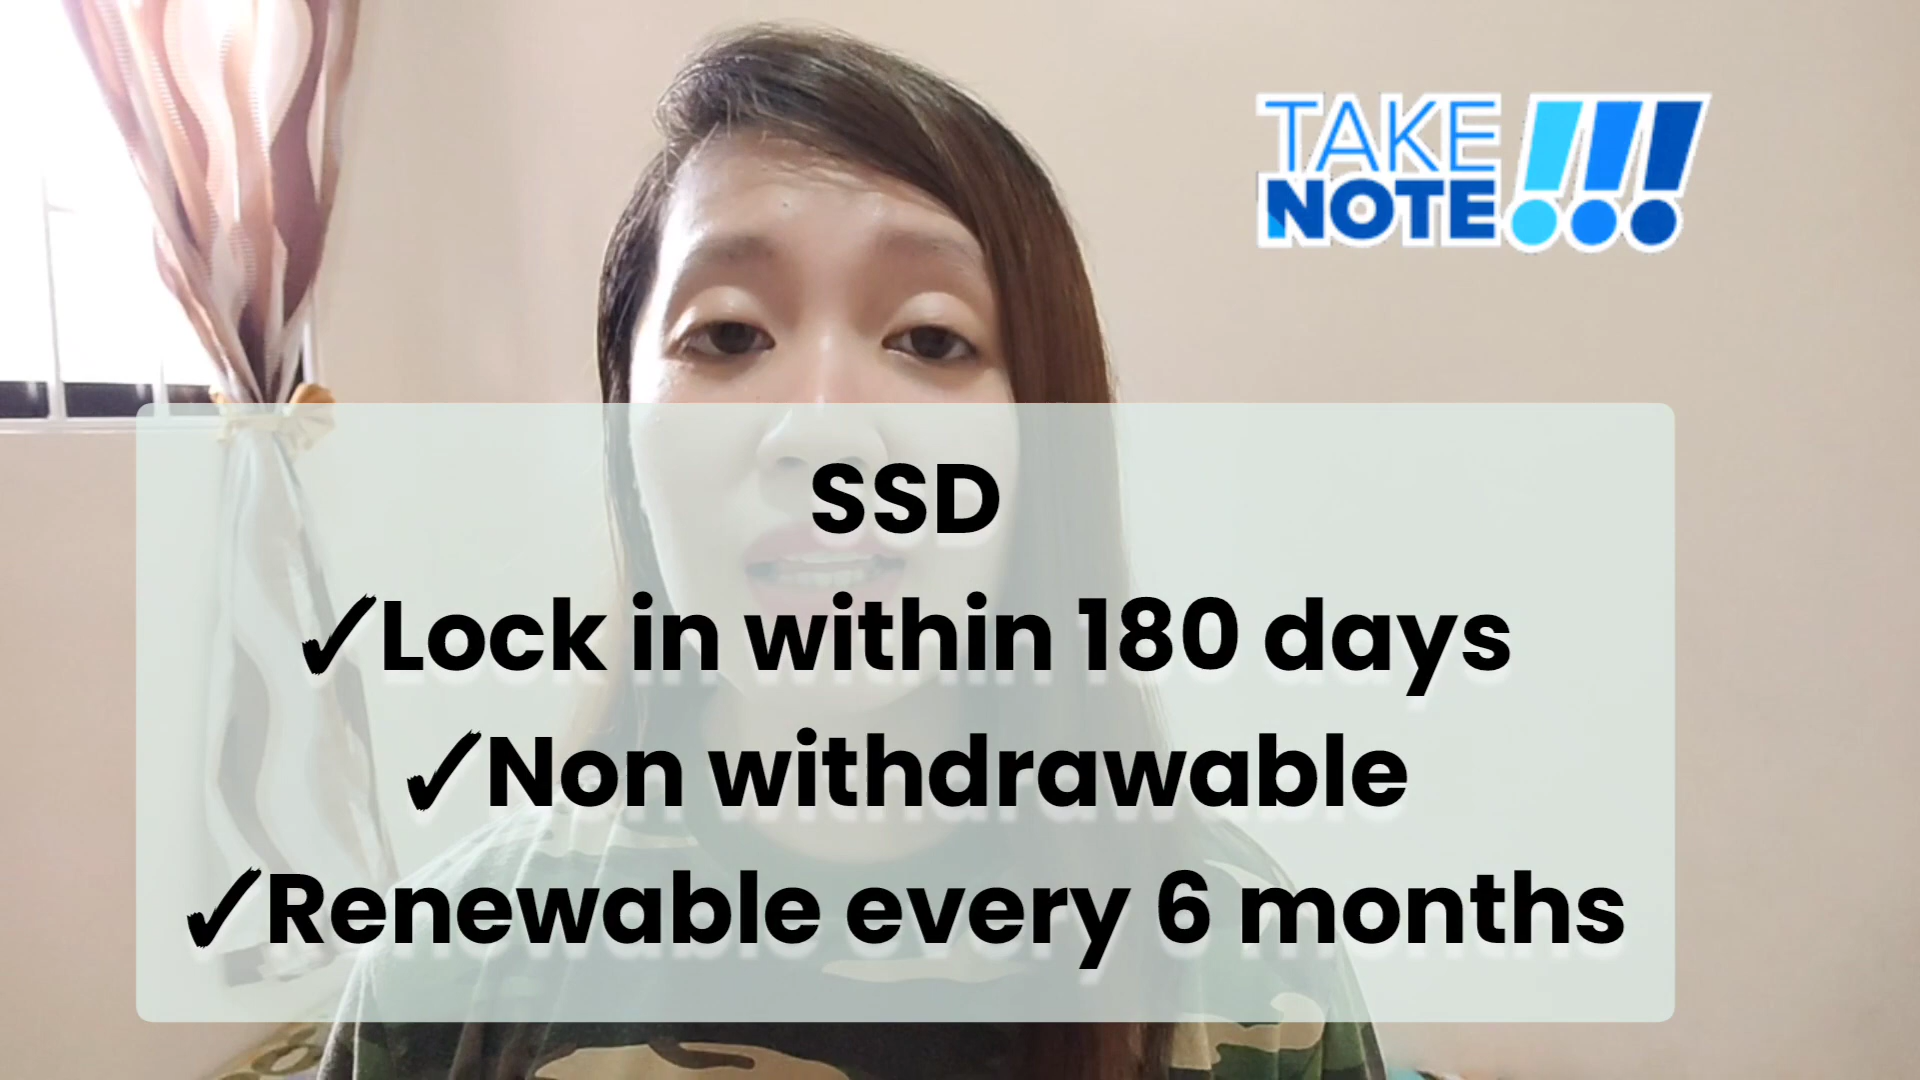 TAKE
NOTE!!!
SSD
✓Lock in within 180 days
✓Non withdrawable
✓Renewable every 6 months